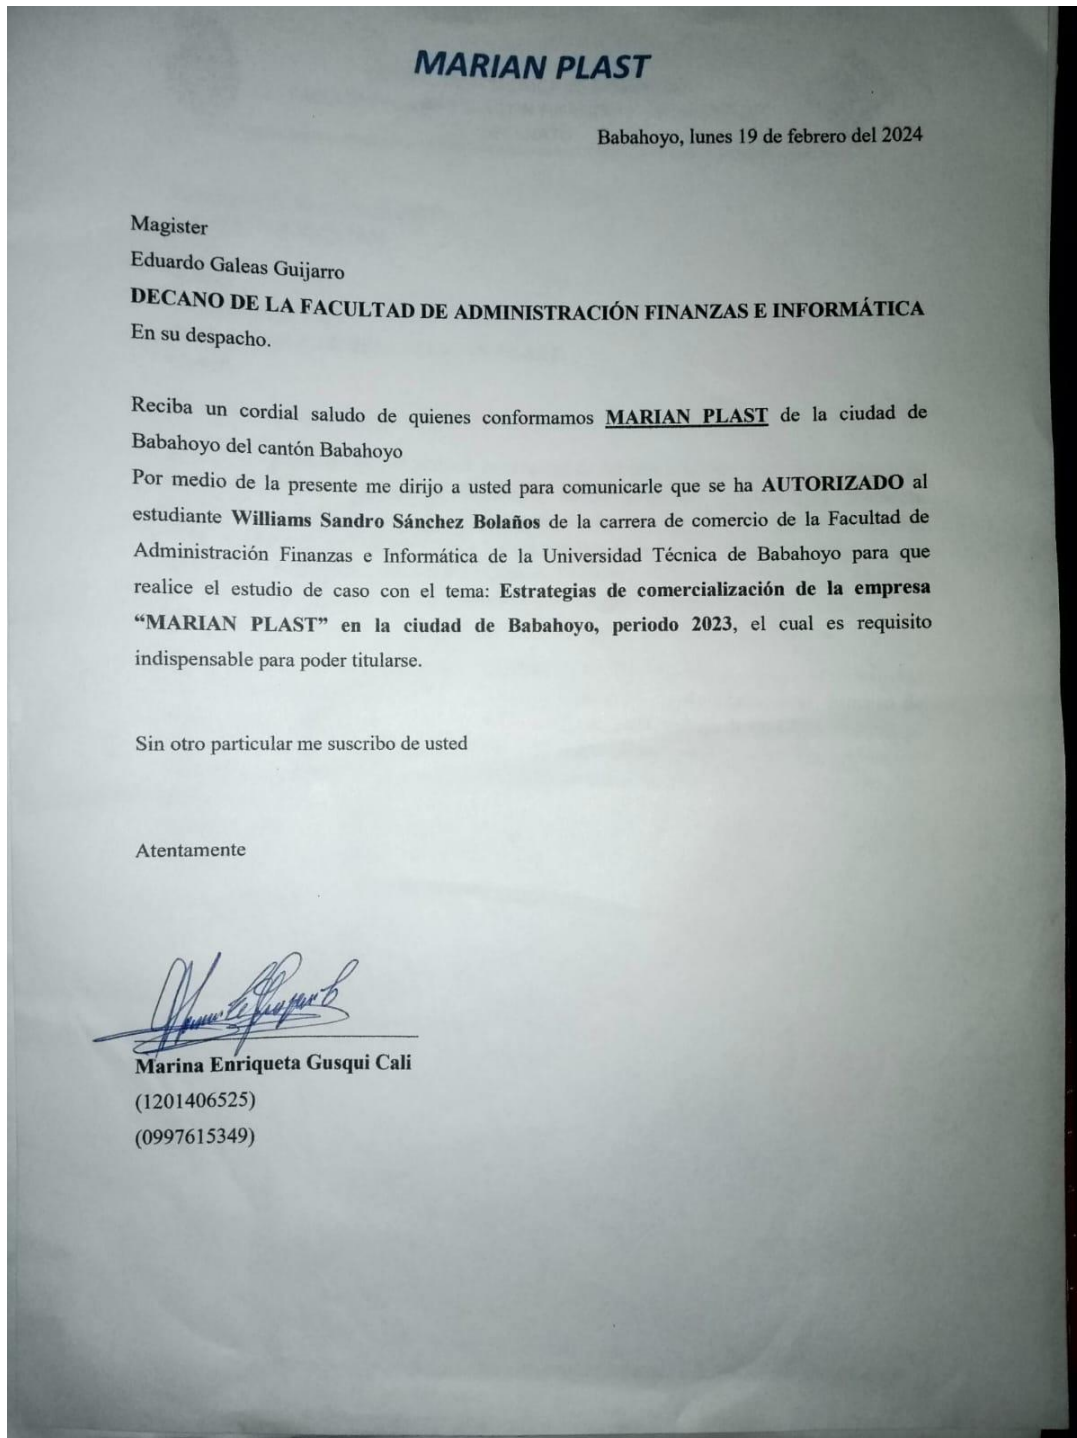 MARIAN PLAST
Babahoyo, lunes 19 de febrero del 2024
Magister
Eduardo Galeas Guijarro
DECANO DE LA FACULTAD DE ADMINISTRACIÓN FINANZAS E INFORMÁTICA
En su despacho.
Reciba un cordial saludo de quienes conformamos MARIAN PLAST de la ciudad de
Babahoyo del cantón Babahoyo
Por medio de la presente me dirijo a usted para comunicarle que se ha AUTORIZADO al
estudiante Williams Sandro Sánchez Bolaños de la carrera de comercio de la Facultad de
Administración Finanzas e Informática de la Universidad Técnica de Babahoyo para que
realice el estudio de caso con el tema: Estrategias de comercialización de la empresa
“MARIAN PLAST” en la ciudad de Babahoyo, periodo 2023, el cual es requisito
indispensable para poder titularse.
Sin otro particular me suscribo de usted
Atentamente
Marina Enriqueta Gusqui Cali
(1201406525)
(0997615349)